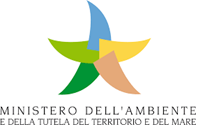 MINISTERO DELL'AMBIENTE
E DELLA TUTELA DEL TERRITORIO E DEL MARE